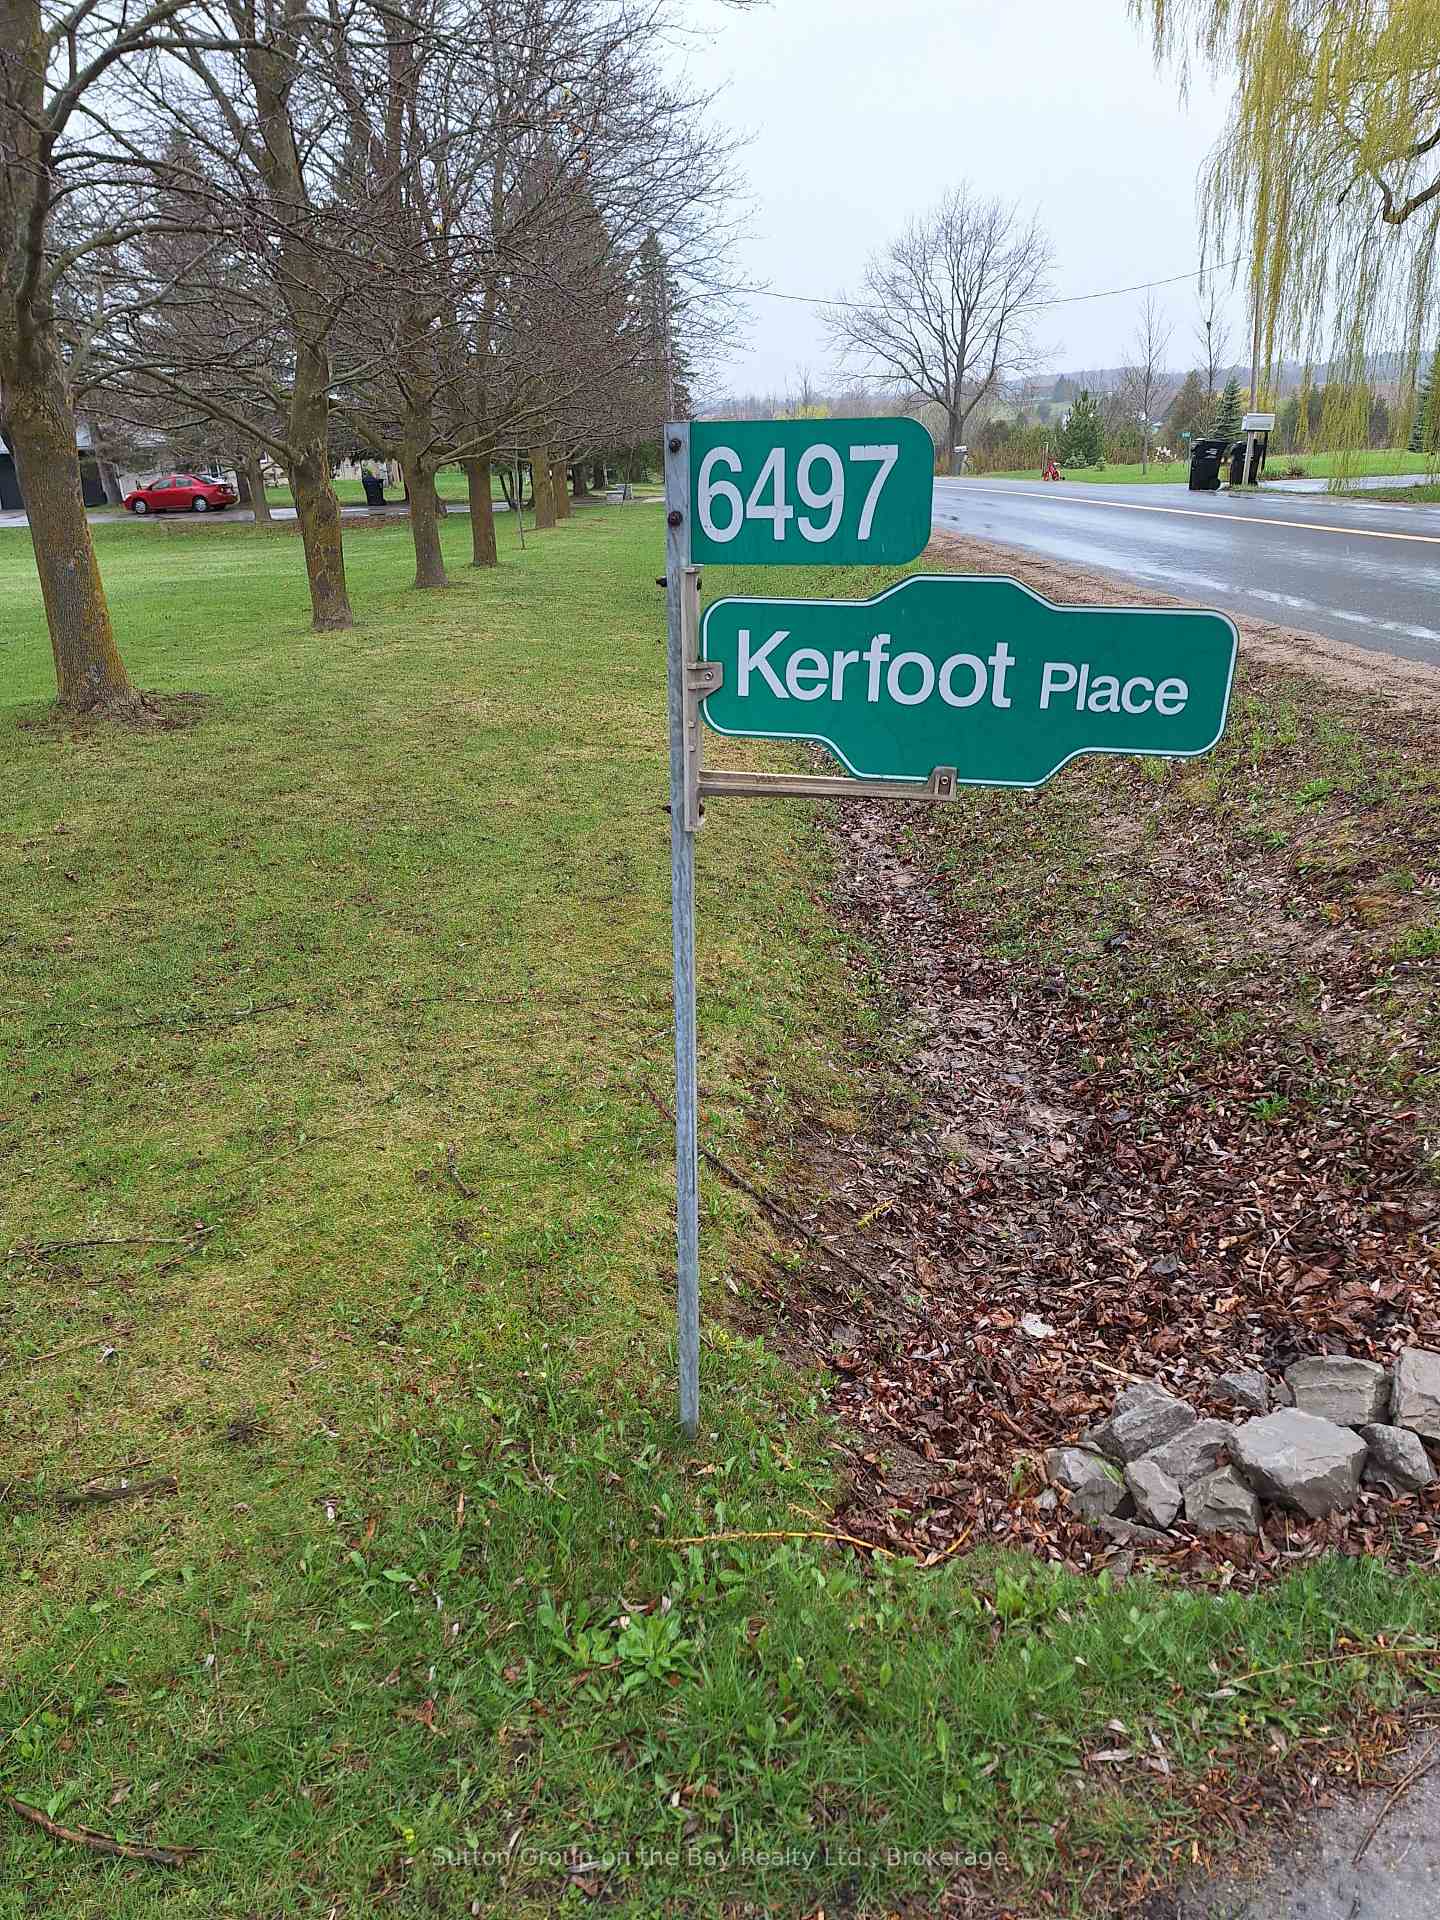 6497
Kerfoot Place
Sutton Group on the Bay Realty Ltd., Brokerage